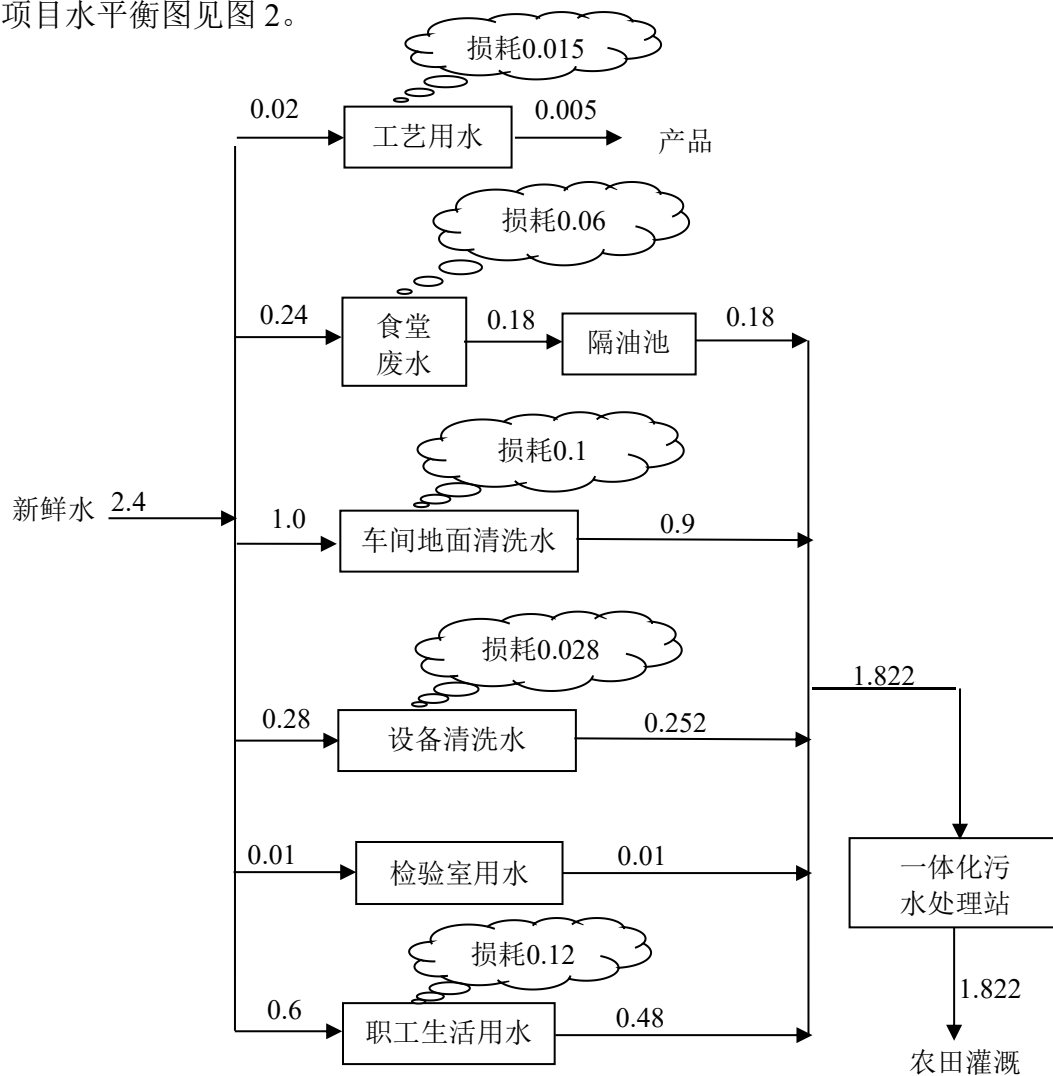 项目水平衡图见图 2。
损耗0.015
0.02
工艺用水
0.005
产品
损耗0.06
0.24
食堂
废水
0.18
隔油池
0.18
损耗0.1
新鲜水
2.4
1.0
车间地面清洗水
0.9
损耗0.028
0.28
设备清洗水
0.252
1.822
0.01
检验室用水
0.01
一体化污
水处理站
损耗0.12
0.6
职工生活用水
0.48
1.822
农田灌溉